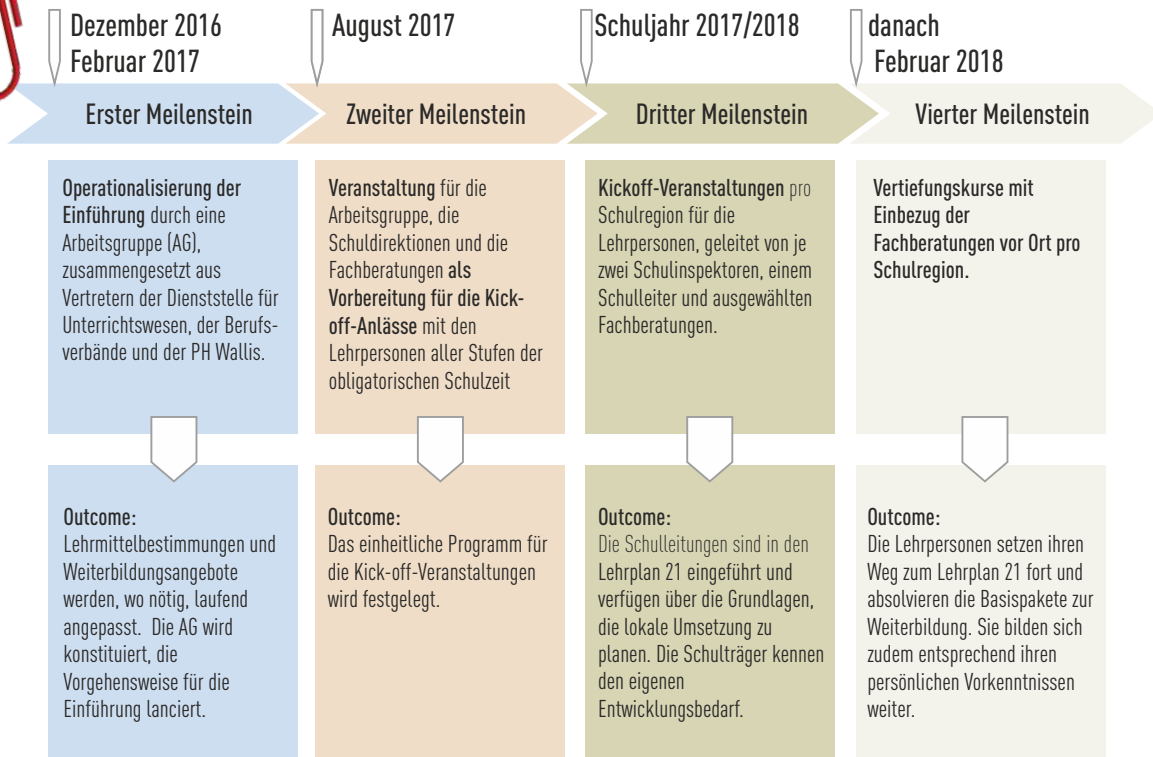 Dezember 2016
Februar 2017
August 2017
Schuljahr 2017/2018
danach
Februar 2018
Erster Meilenstein
Zweiter Meilenstein
Dritter Meilenstein
Vierter Meilenstein
Operationalisierung der
Einführung durch eine
Arbeitsgruppe (AG),
zusammengesetzt aus
Vertretern der Dienststelle für
Unterrichtswesen, der Berufs-
verbände und der PH Wallis.
Veranstaltung für die
Arbeitsgruppe, die
Schuldirektionen und die
Fachberatungen als
Vorbereitung für die Kick-
off-Anlässe mit den
Lehrpersonen aller Stufen der
obligatorischen Schulzeit
Kickoff-Veranstaltungen pro
Schulregion für die
Lehrpersonen, geleitet von je
zwei Schulinspektoren, einem
Schulleiter und ausgewählten
Fachberatungen.
Vertiefungskurse mit
Einbezug der
Fachberatungen vor Ort pro
Schulregion.
Outcome:
Lehrmittelbestimmungen und
Weiterbildungsangebote
werden, wo nötig, laufend
angepasst. Die AG wird
konstituiert, die
Vorgehensweise für die
Einführung lanciert.
Outcome:
Das einheitliche Programm für
die Kick-off-Veranstaltungen
wird festgelegt.
Outcome:
Die Schulleitungen sind in den
Lehrplan 21 eingeführt und
verfügen über die Grundlagen,
die lokale Umsetzung zu
planen. Die Schulträger kennen
den eigenen
Entwicklungsbedarf.
Outcome:
Die Lehrpersonen setzen ihren
Weg zum Lehrplan 21 fort und
absolvieren die Basispakete zur
Weiterbildung. Sie bilden sich
zudem entsprechend ihren
persönlichen Vorkenntnissen
weiter.